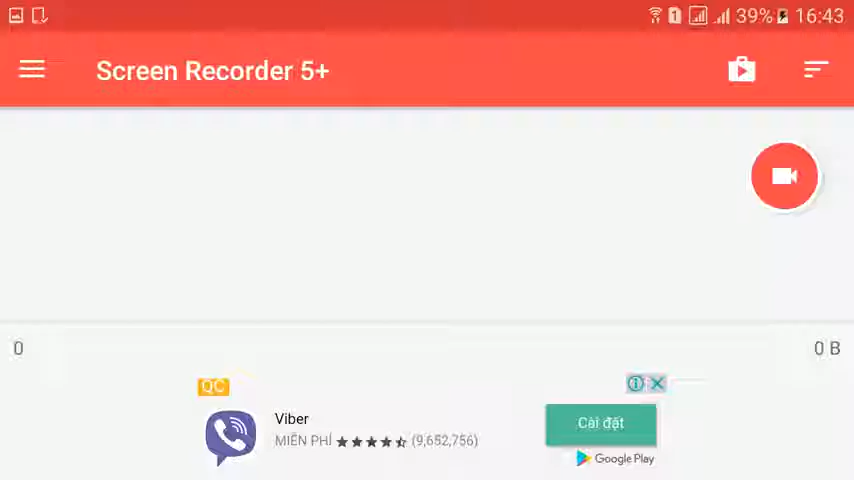 1 39% 16:43
Screen Recorder 5+
0
0 B
QC
Viber
MIỄN PHÍ ★★★★⯪ (9,652,756)
Cài đặt
Google Play